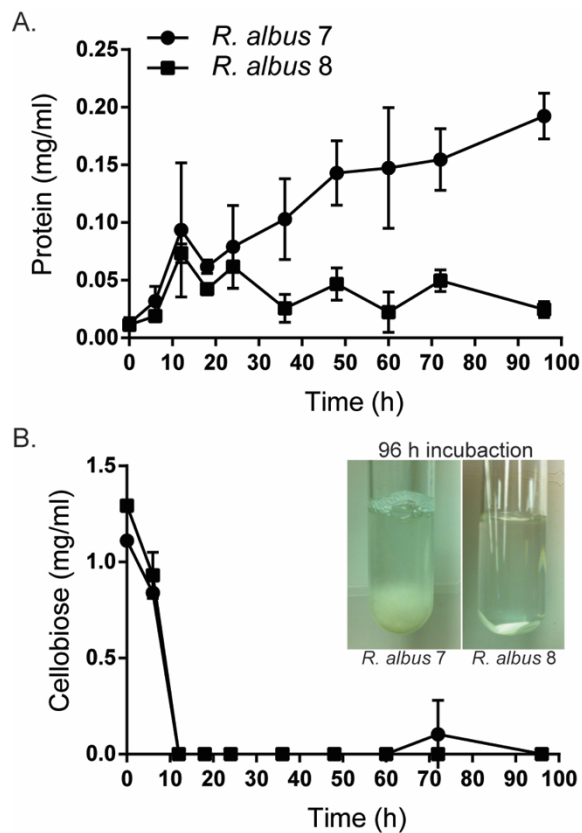 A.
R. albus 7
R. albus 8
0.25
0.20
0.15
0.10
0.05
0.00
Protein (mg/ml)
0 10 20 30 40 50 60 70 80 90 100
Time (h)
B.
96 h incubaction
1.5
1.0
0.5
0.0
Cellobiose (mg/ml)
R. albus 7 R. albus 8
0 10 20 30 40 50 60 70 80 90 100
Time (h)